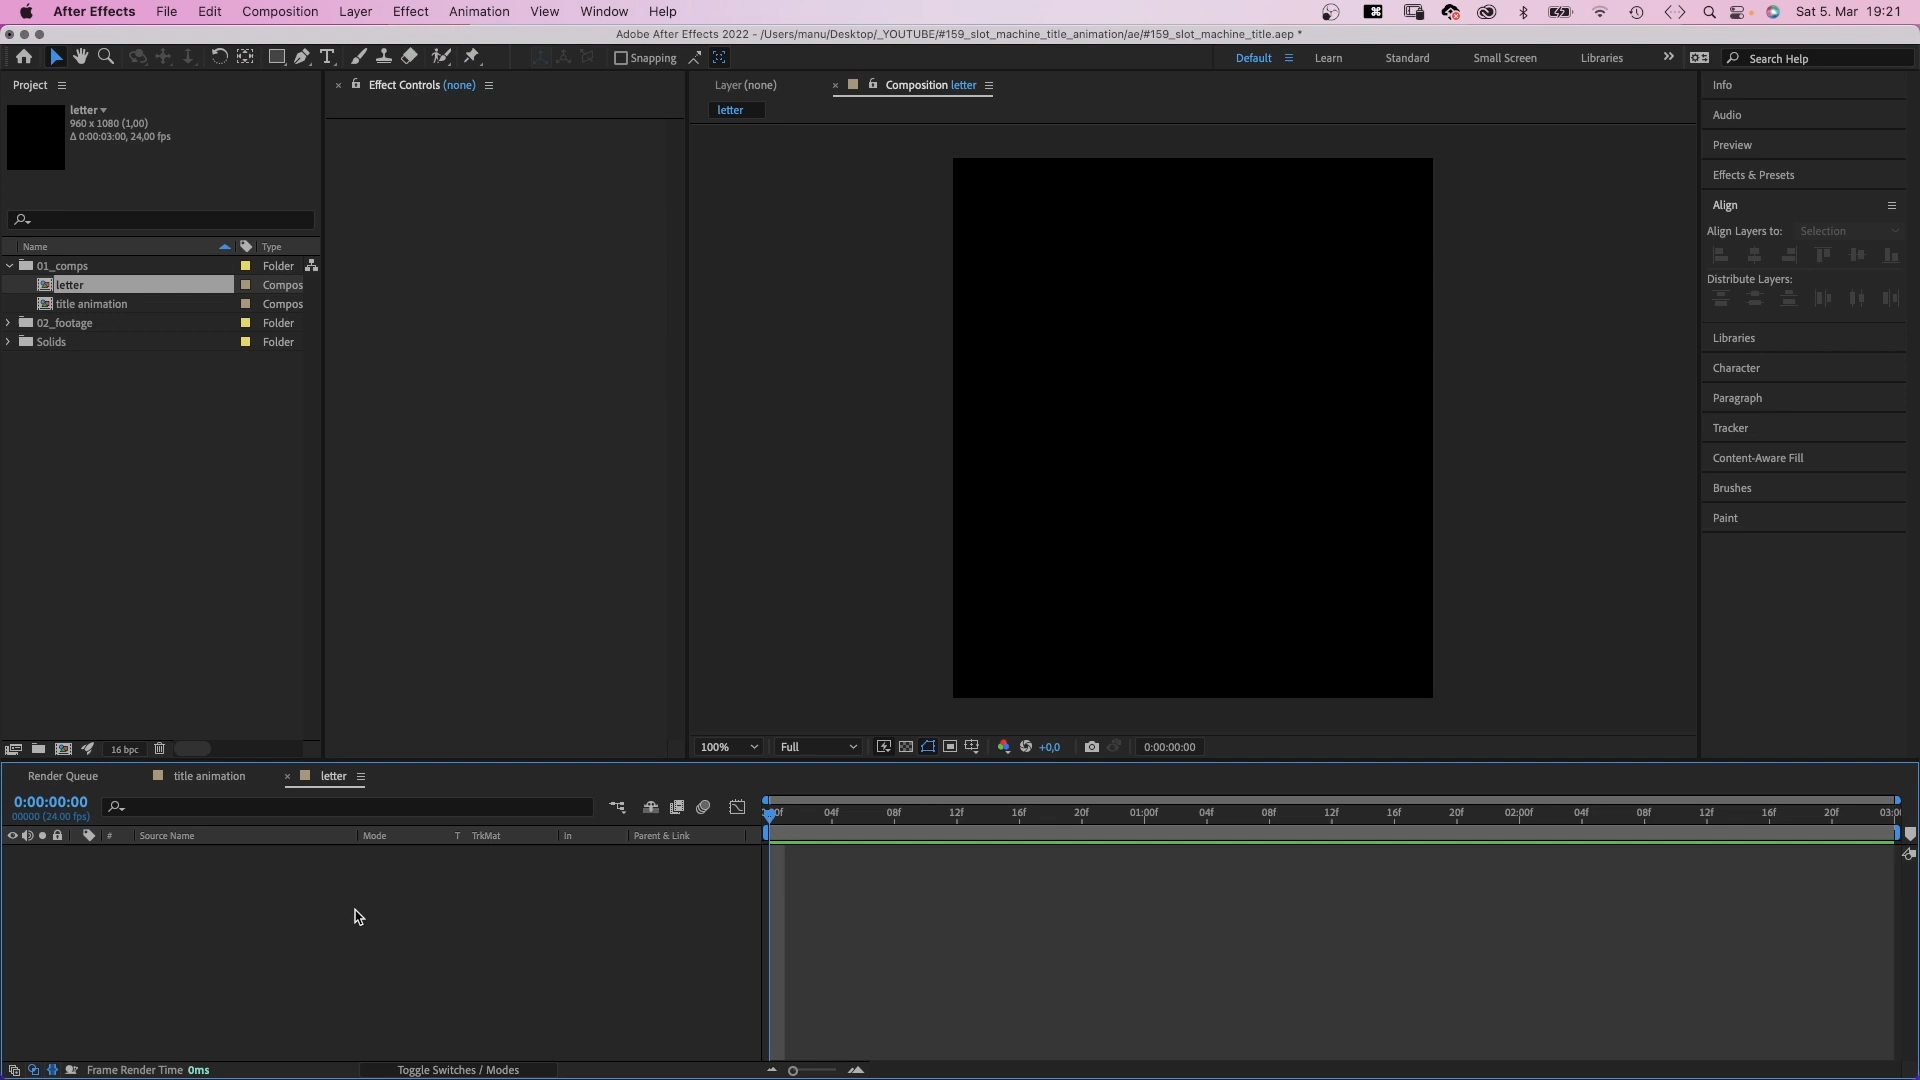 After Effects File Edit Composition Layer Effect Animation View Window Help Sat 5. Mar 19:21
Adobe After Effects 2022 - /Users/manu/Desktop/_YOUTUBE/#159_slot_machine_title_animation/ae/#159_slot_machine_title.aep *
Snapping Default Learn Standard Small Screen Libraries Search Help
Project
letter
960 x 1080 (1,00)
Δ 0:00:03:00, 24,00 fps
Name Type
01_comps Folder
letter Compos
title animation Compos
02_footage Folder
Solids Folder
16 bpc
Effect Controls (none)
Layer (none) Composition letter
letter
100% Full +0,0 0:00:00:00
Info
Audio
Preview
Effects & Presets
Align
Align Layers to: Selection
Distribute Layers:
Libraries
Character
Paragraph
Tracker
Content-Aware Fill
Brushes
Paint
Render Queue title animation letter
0:00:00:00
00000 (24.00 fps)
04f 08f 12f 16f 20f 01:00f 04f 08f 12f 16f 20f 02:00f 04f 08f 12f 16f 20f 03:0
# Source Name Mode T TrkMat In Parent & Link
Frame Render Time 0ms Toggle Switches / Modes